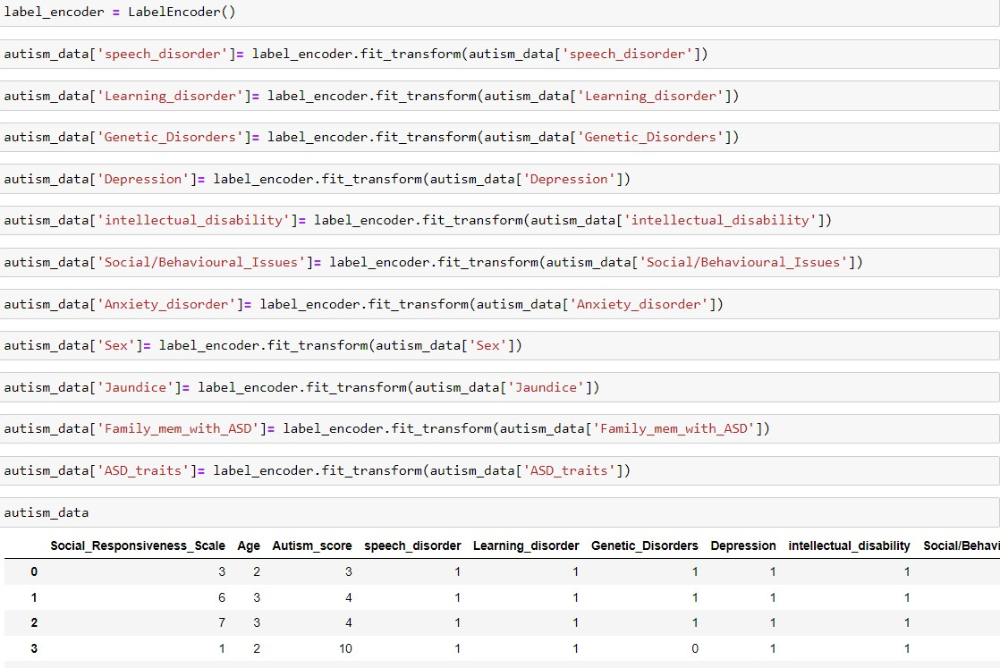 label_encoder = LabelEncoder()
autism_data['speech_disorder']= label_encoder.fit_transform(autism_data['speech_disorder'])
autism_data['Learning_disorder']= label_encoder.fit_transform(autism_data['Learning_disorder'])
autism_data['Genetic_Disorders']= label_encoder.fit_transform(autism_data['Genetic_Disorders'])
autism_data['Depression']= label_encoder.fit_transform(autism_data['Depression'])
autism_data['intellectual_disability']= label_encoder.fit_transform(autism_data['intellectual_disability'])
autism_data['Social/Behavioural_Issues']= label_encoder.fit_transform(autism_data['Social/Behavioural_Issues'])
autism_data['Anxiety_disorder']= label_encoder.fit_transform(autism_data['Anxiety_disorder'])
autism_data['Sex']= label_encoder.fit_transform(autism_data['Sex'])
autism_data['Jaundice']= label_encoder.fit_transform(autism_data['Jaundice'])
autism_data['Family_mem_with_ASD']= label_encoder.fit_transform(autism_data['Family_mem_with_ASD'])
autism_data['ASD_traits']= label_encoder.fit_transform(autism_data['ASD_traits'])
autism_data
Social_Responsiveness_Scale Age Autism_score speech_disorder Learning_disorder Genetic_Disorders Depression intellectual_disability Social/Behavi
0 3 2 3 1 1 1 1 1
1 6 3 4 1 1 1 1 1
2 7 3 4 1 1 1 1 1
3 1 2 10 1 1 0 1 1